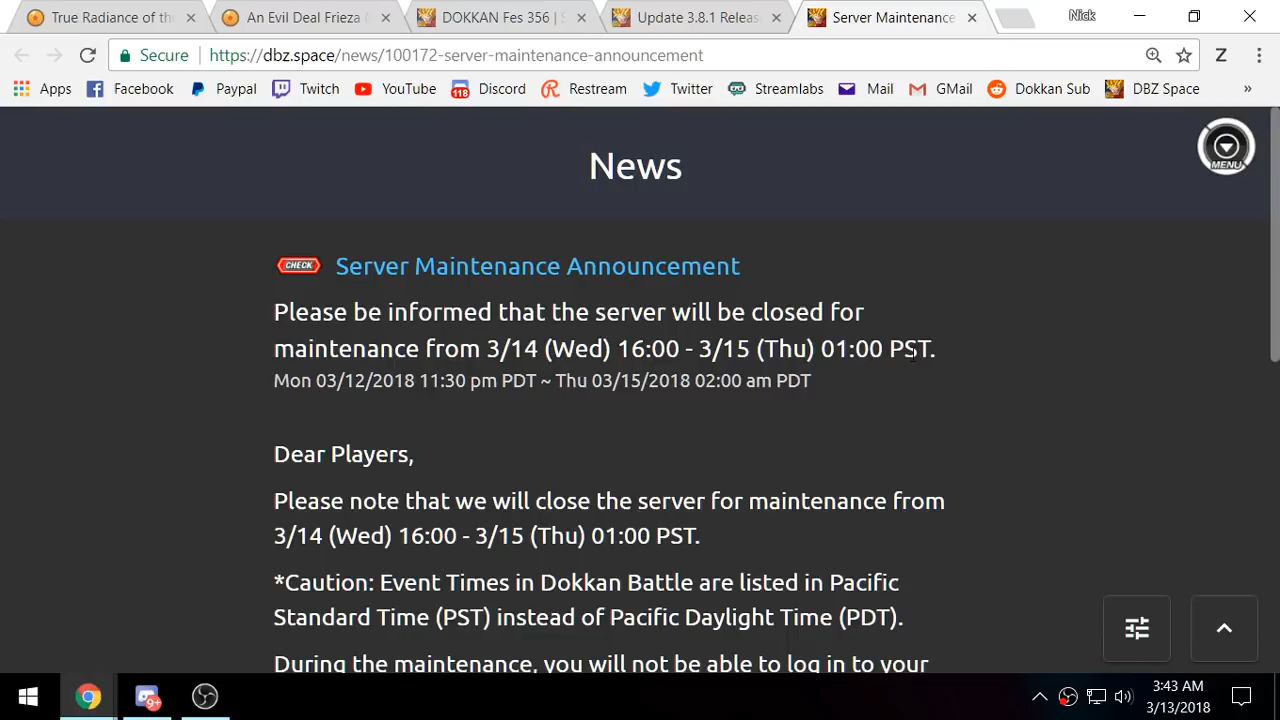 True Radiance of the
An Evil Deal Frieza
DOKKAN Fes 356 |
Update 3.8.1 Releas
Server Maintenance
Nick
Secure
https://dbz.space/news/100172-server-maintenance-announcement
Z
Apps
Facebook
Paypal
Twitch
YouTube
118
Discord
Restream
Twitter
Streamlabs
Mail
GMail
Dokkan Sub
DBZ Space
»
News
MENU
CHECK
Server Maintenance Announcement
Please be informed that the server will be closed for
maintenance from 3/14 (Wed) 16:00 - 3/15 (Thu) 01:00 PST.
Mon 03/12/2018 11:30 pm PDT ~ Thu 03/15/2018 02:00 am PDT
Dear Players,
Please note that we will close the server for maintenance from
3/14 (Wed) 16:00 - 3/15 (Thu) 01:00 PST.
*Caution: Event Times in Dokkan Battle are listed in Pacific
Standard Time (PST) instead of Pacific Daylight Time (PDT).
During the maintenance, you will not be able to log in to your
9+
3:43 AM
3/13/2018